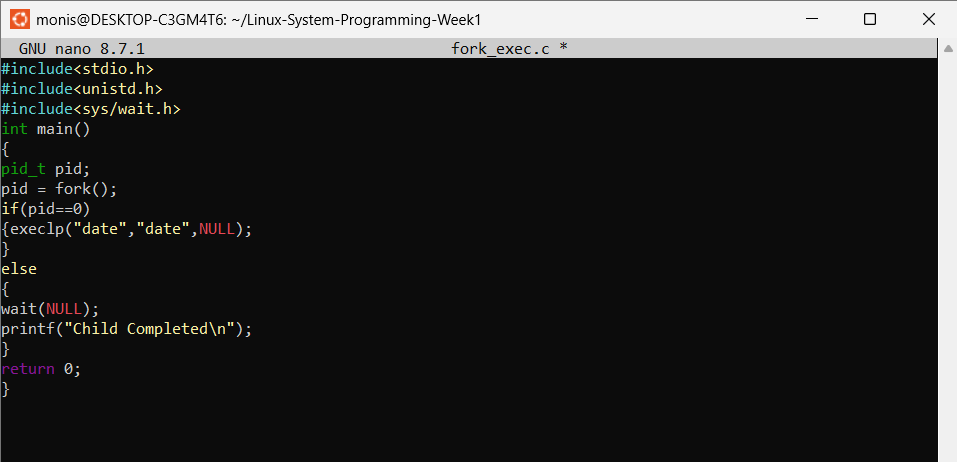 monis@DESKTOP-C3GM4T6: ~/Linux-System-Programming-Week1
GNU nano 8.7.1 fork_exec.c *
#include<stdio.h>
#include<unistd.h>
#include<sys/wait.h>
int main()
{
pid_t pid;
pid = fork();
if(pid==0)
{execlp("date","date",NULL);
}
else
{
wait(NULL);
printf("Child Completed\n");
}
return 0;
}